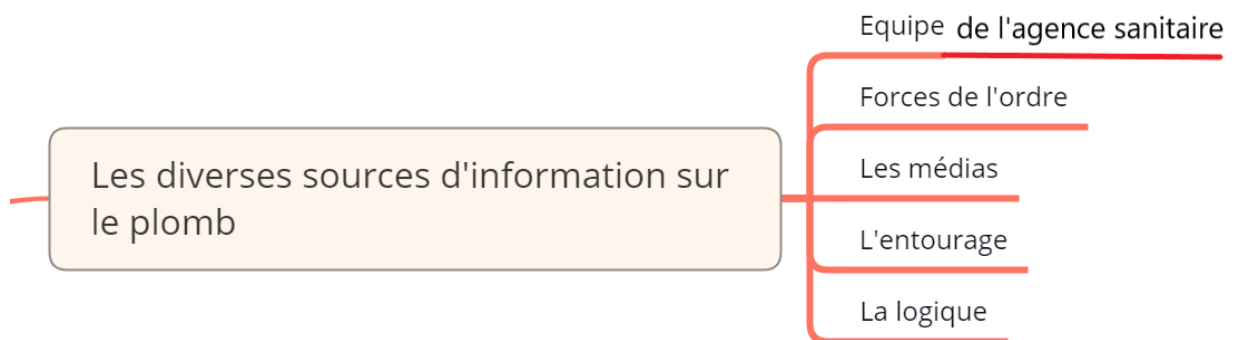 Equipe de l'agence sanitaire
Forces de l'ordre
Les diverses sources d'information sur
le plomb
Les médias
L'entourage
La logique